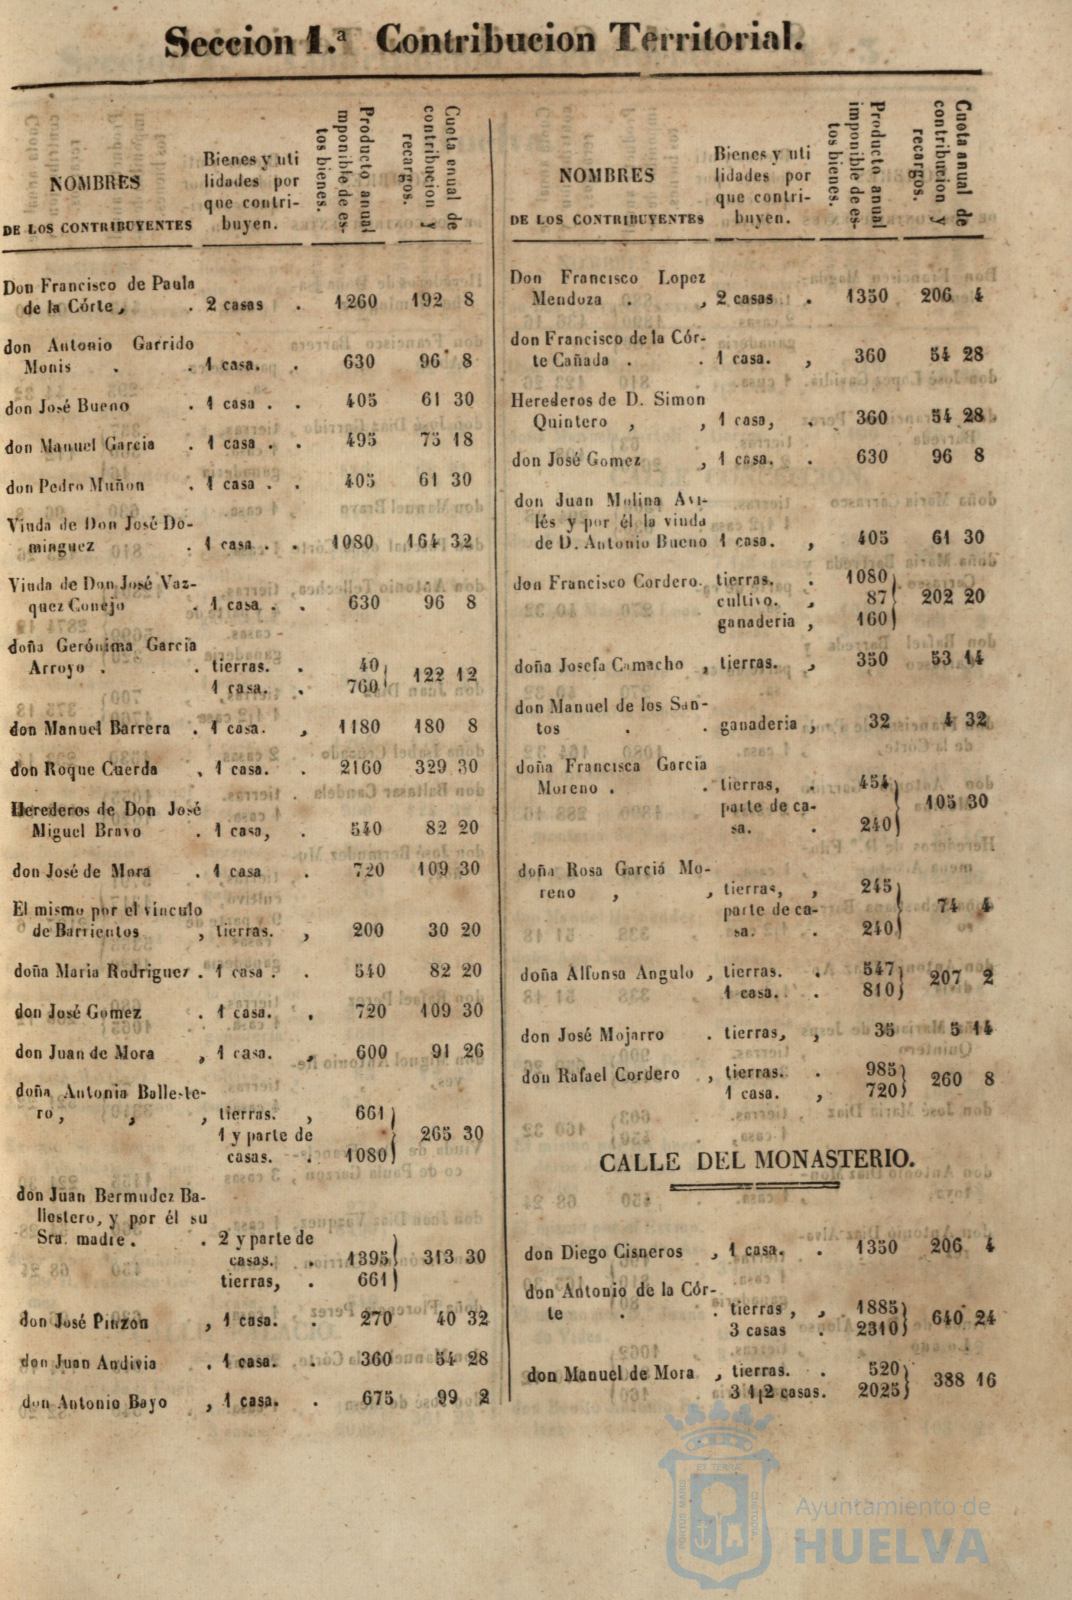 Seccion 1.ª Contribucion Territorial.
NOMBRES
DE LOS CONTRIBUYENTES
Bienes y uti
lidades por
que contri-
buyen.
Producto anual
mponible de es-
tos bienes.
Cuota enual de
contribucion y
recargos.
Don Francisco de Paula
de la Córte, . 2 casas . 1260 192 8
don Antonio Garrido
Monis . . 1 casa. . 630 96 8
don José Bueno . 1 casa . . 405 61 30
don Manuel Garcia . 1 casa . . 495 75 18
don Pedro Muñon . 1 casa . . 405 61 30
Viuda de Don José Do-
minguez . 1 casa . . 1080 164 32
Viuda de Don José Vaz-
quez Conejo . 1 casa . . 630 96 8
doña Gerónima Garcia
Arroyo . . tierras. . 40
1 casa. . 760 122 12
don Manuel Barrera . 1 casa. , 1180 180 8
don Roque Cuerda , 1 casa. . 2160 329 30
Herederos de Don José
Miguel Bravo . 1 casa, . 540 82 20
don José de Mora . 1 casa . 720 109 30
El mismo por el vínculo
de Barrientos , tierras. , 200 30 20
doña Maria Rodriguez . 1 casa . . 540 82 20
don José Gomez . 1 casa. . 720 109 30
don Juan de Mora , 1 casa. , 600 91 26
doña Antonia Balleste-
ro, , , tierras. , 661
1 y parte de
casas. . 1080 265 30
don Juan Bermudez Ba-
llestero, y por él su
Sra. madre. . 2 y parte de
casas. . 1395 313 30
tierras, . 661
don José Pinzon , 1 casa. . 270 40 32
don Juan Andivia . 1 casa. . 360 54 28
don Antonio Bayo , 1 casa. . 675 99 2
NOMBRES
DE LOS CONTRIBUYENTES
Bienes y uti
lidades por
que contri-
buyen.
Producto anual
imponible de es-
tos bienes.
Cuota anual de
contribucion y
recargos.
Don Francisco Lopez
Mendoza . , 2 casas . 1350 206 4
don Francisco de la Cór-
te Cañada . . 1 casa. , 360 54 28
Herederos de D. Simon
Quintero , , 1 casa, . 360 54 28
don José Gomez , 1 casa. . 630 96 8
don Juan Molina Avi-
lés y por él la viuda
de D. Antonio Bueno 1 casa. , 405 61 30
don Francisco Cordero. tierras. . 1080
cultivo. , 87 202 20
ganaderia , 160
doña Josefa Camacho , tierras. , 350 53 14
don Manuel de los San-
tos . . ganaderia , 32 4 32
doña Francisca Garcia
Moreno . . tierras, . 454
parte de ca- 105 30
sa. . 240
doña Rosa Garciá Mo-
reno , , tierras, , 245
parte de ca- 74 4
sa. . 240
doña Alfonsa Angulo , tierras. . 547
1 casa. . 810 207 2
don José Mojarro . tierras, , 35 5 14
don Rafael Cordero , tierras. . 985
1 casa. , 720 260 8
CALLE DEL MONASTERIO.
don Diego Cisneros , 1 casa. . 1350 206 4
don Antonio de la Cór-
te . . tierras, , 1885
3 casas . 2310 640 24
don Manuel de Mora , tierras. . 520
3 1/2 casas. 2025 388 16
Ayuntamiento de
HUELVA